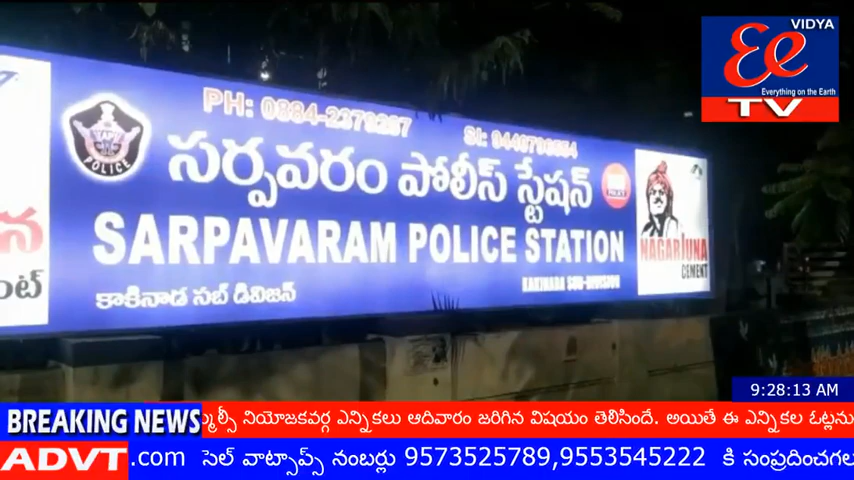 VIDYA
Ee
Everything on the Earth
TV
PH: 0884-2379267
POLICE
సర్పవరం పోలీస్ స్టేషన్
SARPAVARAM POLICE STATION
కాకినాడ సబ్ డివిజన్
KAKINADA SUB-DIVISION
NAGARJUNA
CEMENT
న
ంట్
9:28:13 AM
BREAKING NEWS
మ్మెల్సీ నియోజకవర్గ ఎన్నికలు ఆదివారం జరిగిన విషయం తెలిసిందే. అయితే ఈ ఎన్నికల ఓట్లను
ADVT.com సెల్ వాట్సాప్స్ నంబర్లు 9573525789,9553545222 కి సంప్రదించగల